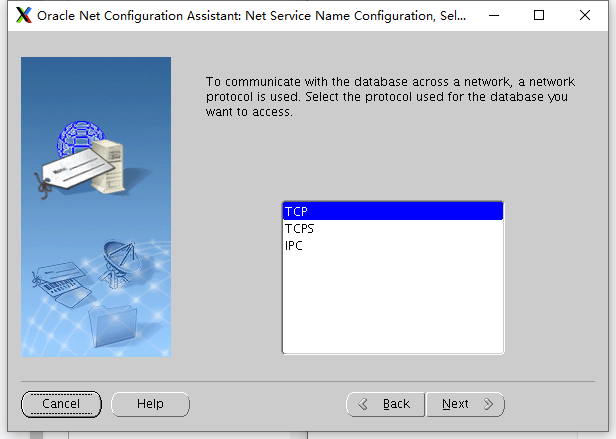 Oracle Net Configuration Assistant: Net Service Name Configuration, Sel...
To communicate with the database across a network, a network
protocol is used. Select the protocol used for the database you
want to access.
TCP
TCPS
IPC
Cancel
Help
Back
Next